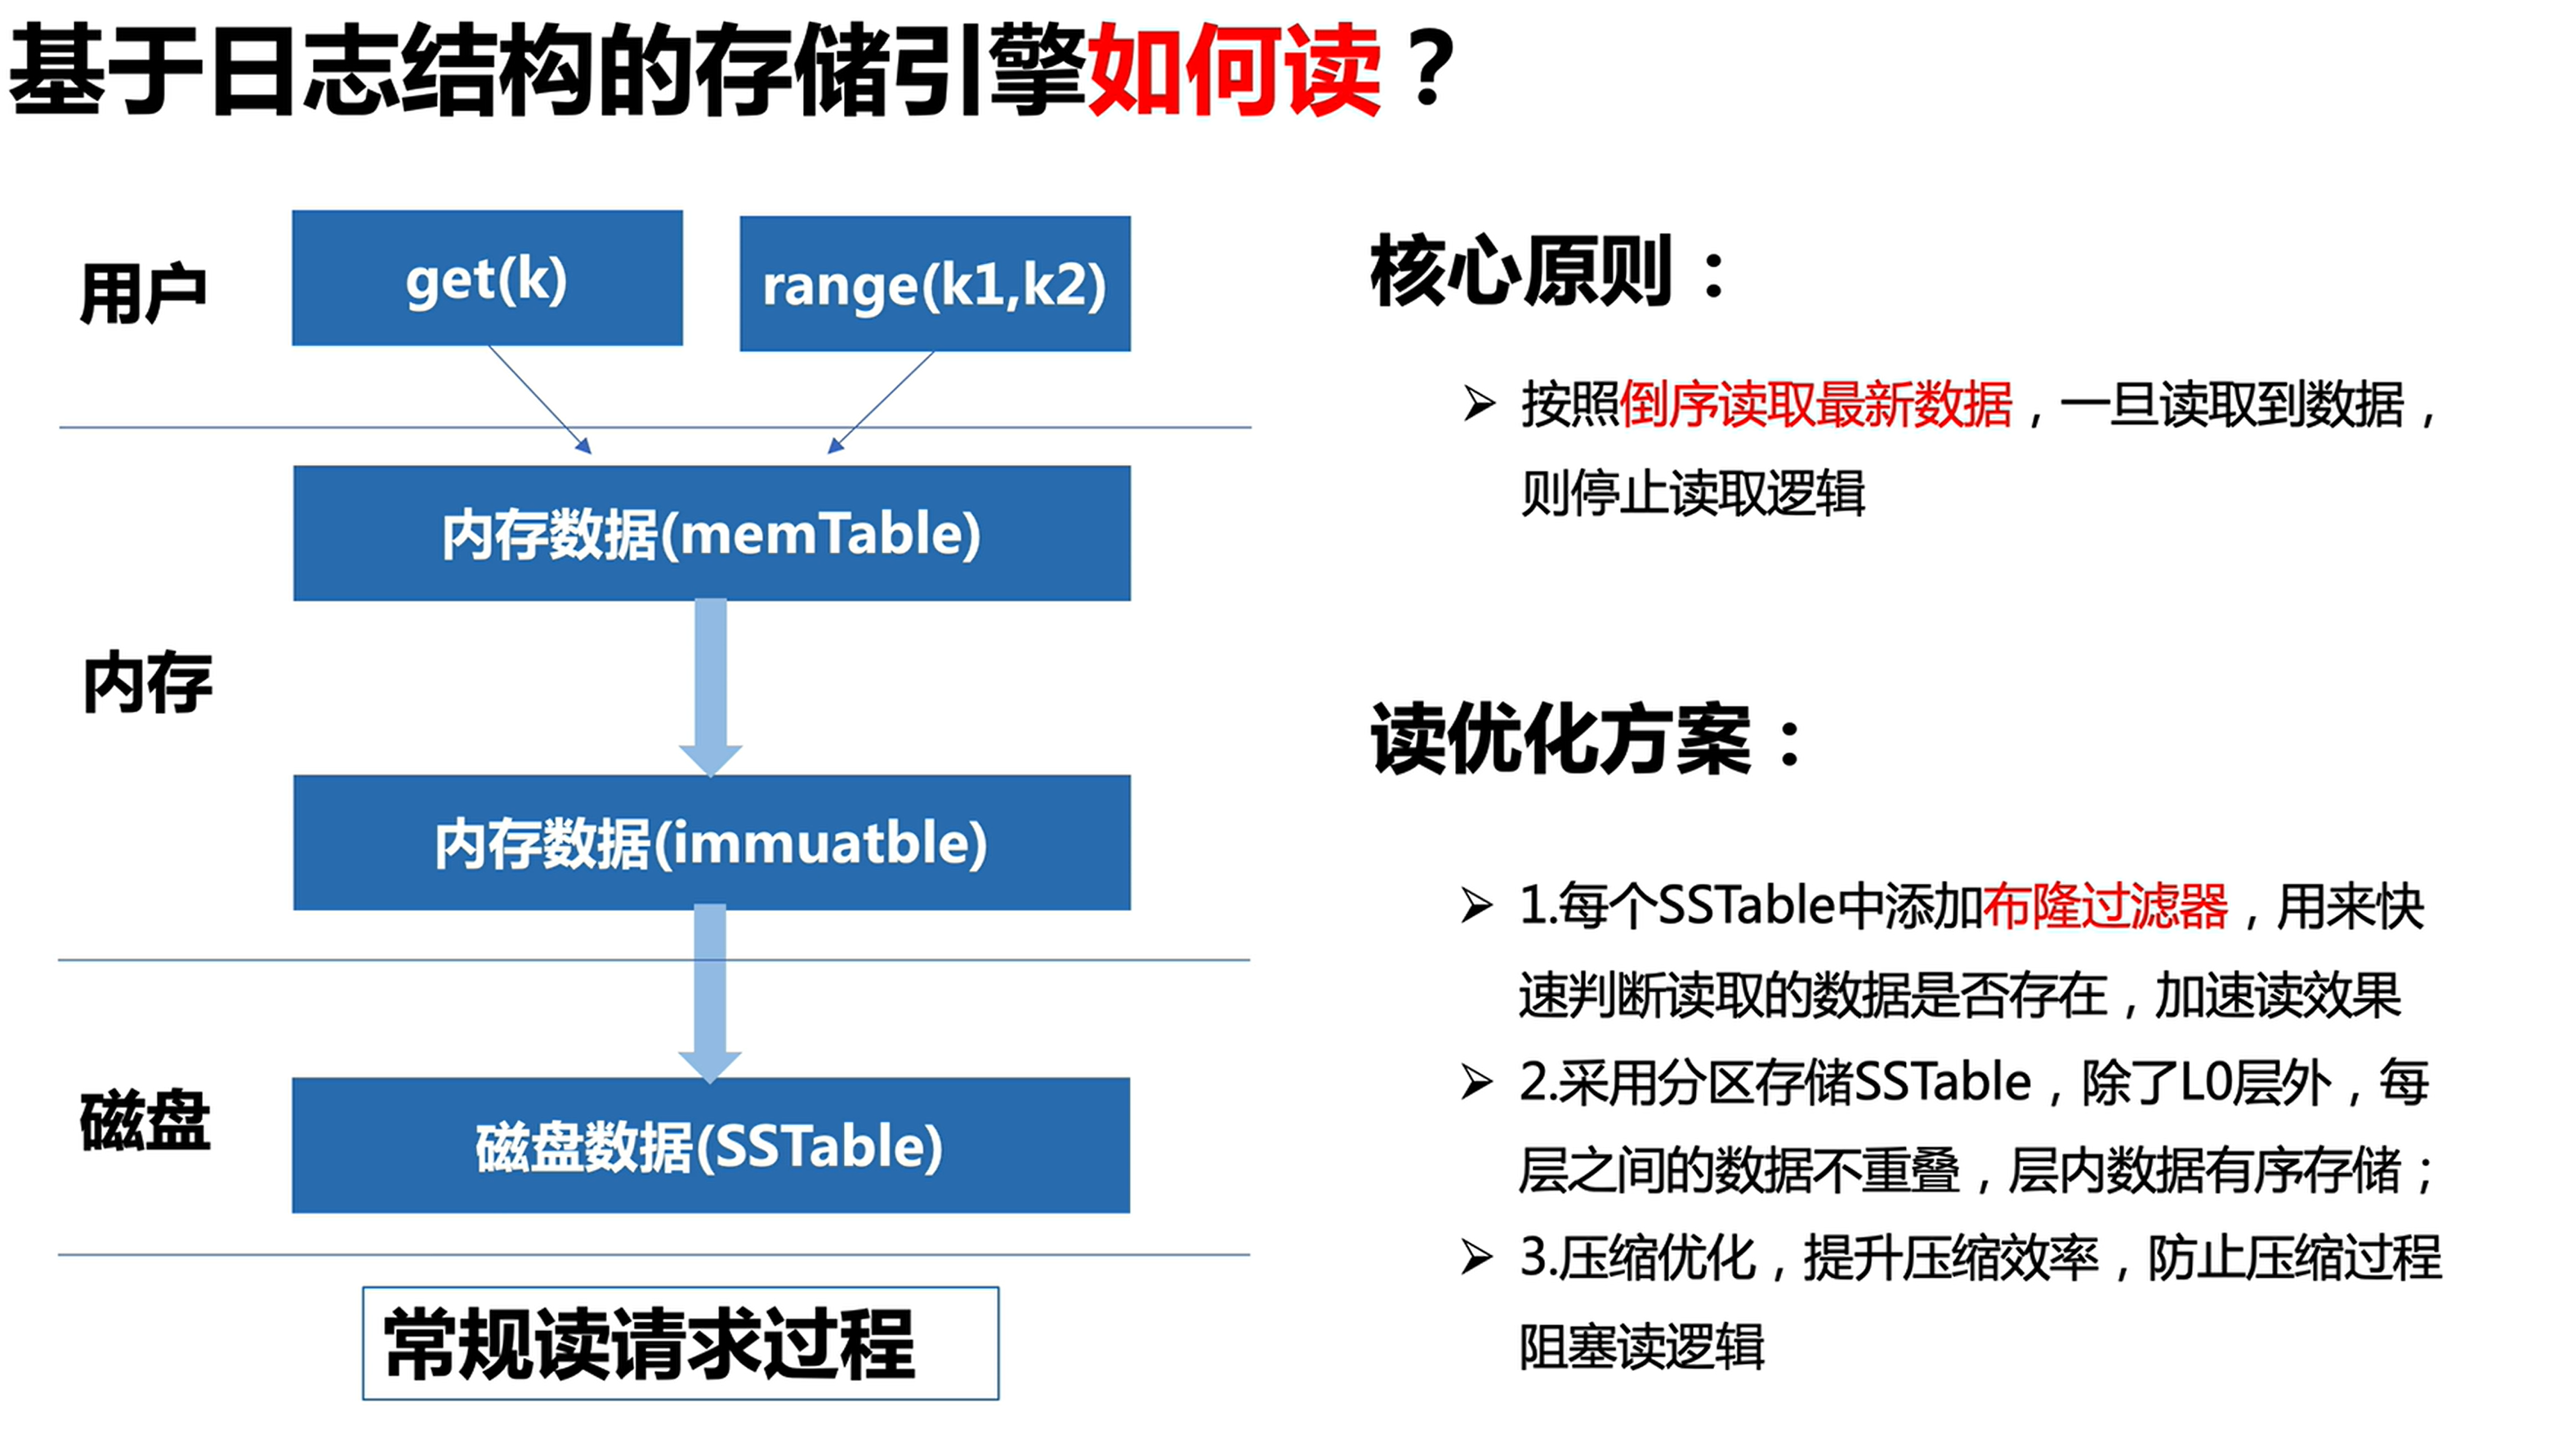 基于日志结构的存储引擎如何读？
用户
get(k)
range(k1,k2)
内存
内存数据(memTable)
内存数据(immuatble)
磁盘
磁盘数据(SSTable)
常规读请求过程
核心原则：
按照倒序读取最新数据，一旦读取到数据，
则停止读取逻辑
读优化方案：
1.每个SSTable中添加布隆过滤器，用来快
速判断读取的数据是否存在，加速读效果
2.采用分区存储SSTable，除了L0层外，每
层之间的数据不重叠，层内数据有序存储；
3.压缩优化，提升压缩效率，防止压缩过程
阻塞读逻辑